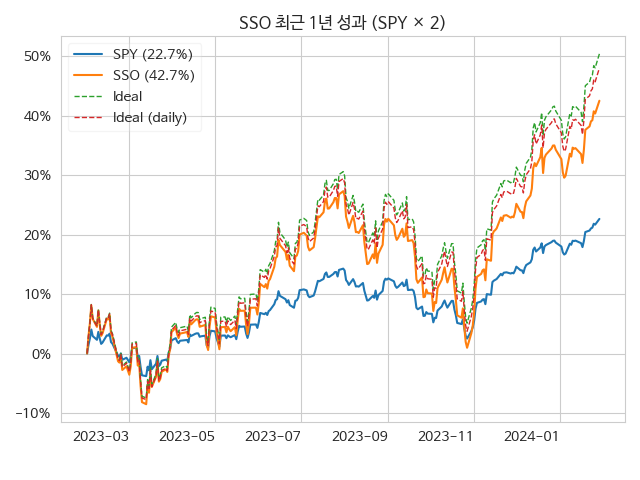 SSO 최근 1년 성과 (SPY × 2)
50%
40%
30%
20%
10%
0%
−10%
SPY (22.7%)
SSO (42.7%)
Ideal
Ideal (daily)
2023−03
2023−05
2023−07
2023−09
2023−11
2024−01